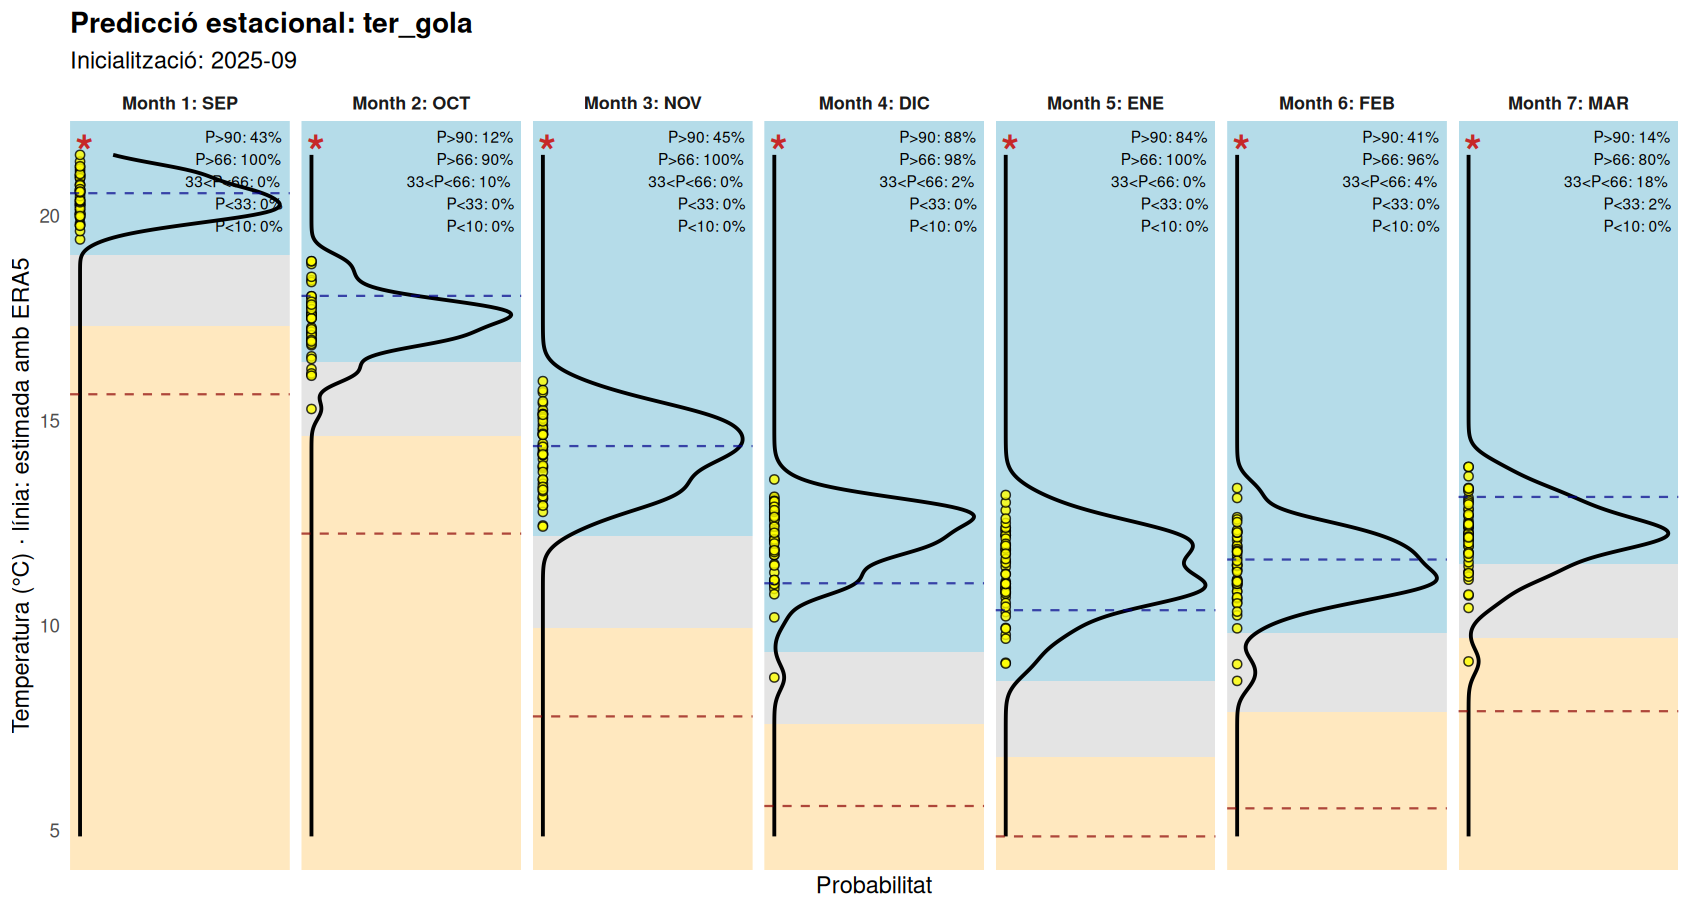 Predicció estacional: ter_gola
Inicialització: 2025-09
Month 1: SEP
Month 2: OCT
Month 3: NOV
Month 4: DIC
Month 5: ENE
Month 6: FEB
Month 7: MAR
*
P>90: 43%
P>66: 100%
33<P<66: 0%
P<33: 0%
P<10: 0%
*
P>90: 12%
P>66: 90%
33<P<66: 10%
P<33: 0%
P<10: 0%
*
P>90: 45%
P>66: 100%
33<P<66: 0%
P<33: 0%
P<10: 0%
*
P>90: 88%
P>66: 98%
33<P<66: 2%
P<33: 0%
P<10: 0%
*
P>90: 84%
P>66: 100%
33<P<66: 0%
P<33: 0%
P<10: 0%
*
P>90: 41%
P>66: 96%
33<P<66: 4%
P<33: 0%
P<10: 0%
*
P>90: 14%
P>66: 80%
33<P<66: 18%
P<33: 2%
P<10: 0%
20
15
10
5
Temperatura (°C) · línia: estimada amb ERA5
Probabilitat